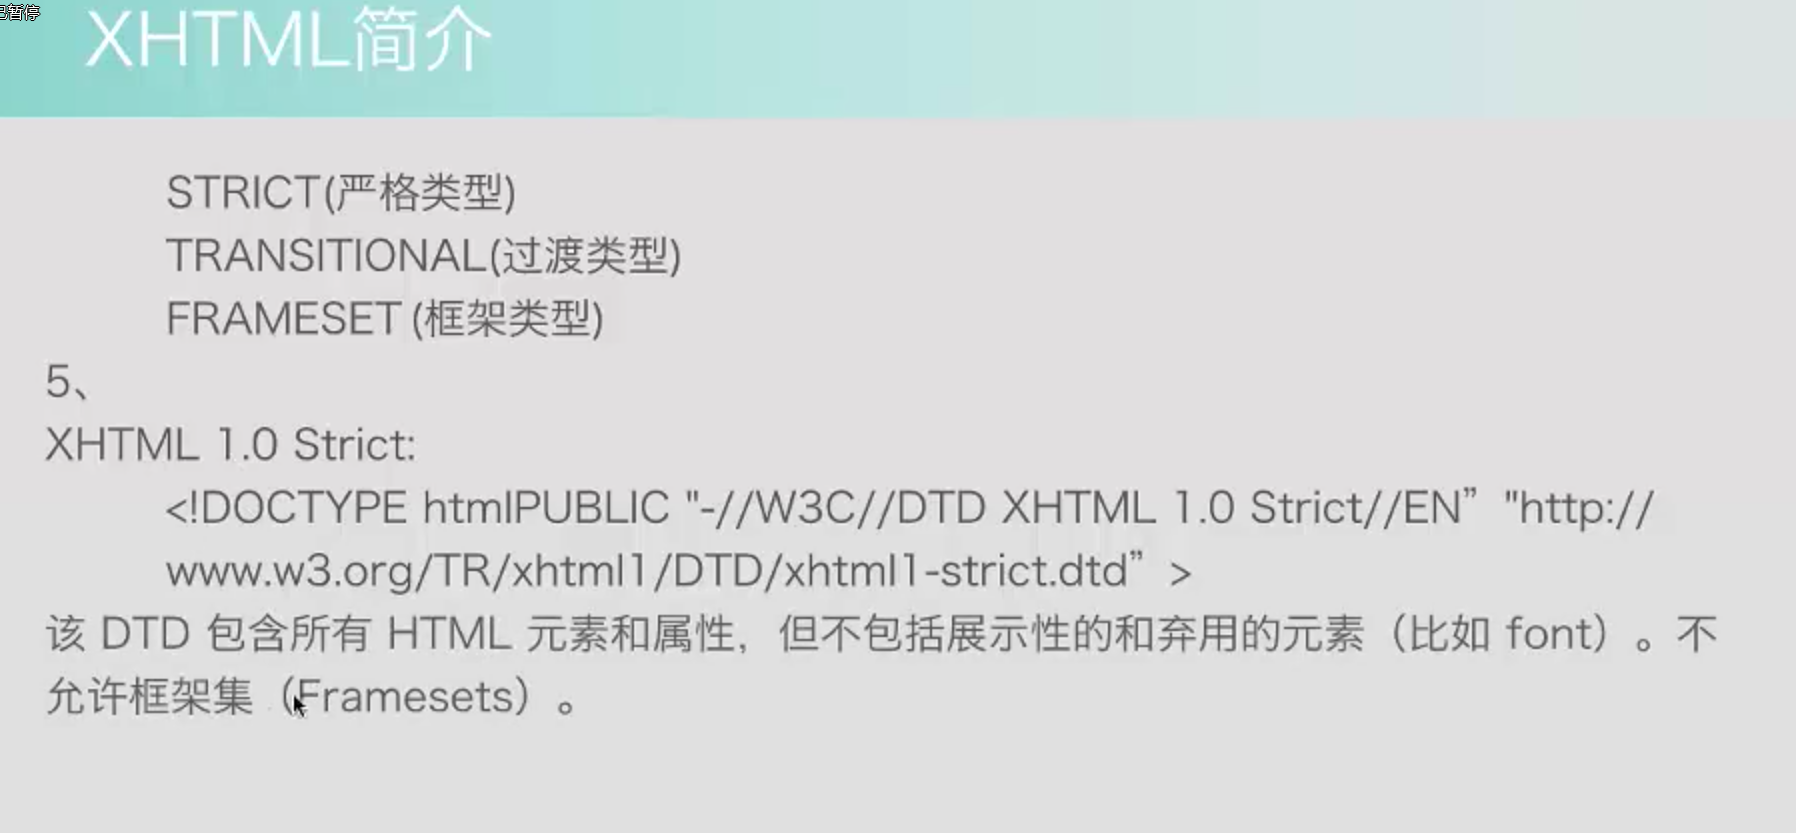 已暂停
XHTML简介
STRICT(严格类型)
TRANSITIONAL(过渡类型)
FRAMESET (框架类型)
5、
XHTML 1.0 Strict:
<!DOCTYPE htmlPUBLIC "-//W3C//DTD XHTML 1.0 Strict//EN” "http://
www.w3.org/TR/xhtml1/DTD/xhtml1-strict.dtd” >
该 DTD 包含所有 HTML 元素和属性，但不包括展示性的和弃用的元素（比如 font）。不
允许框架集（Framesets）。